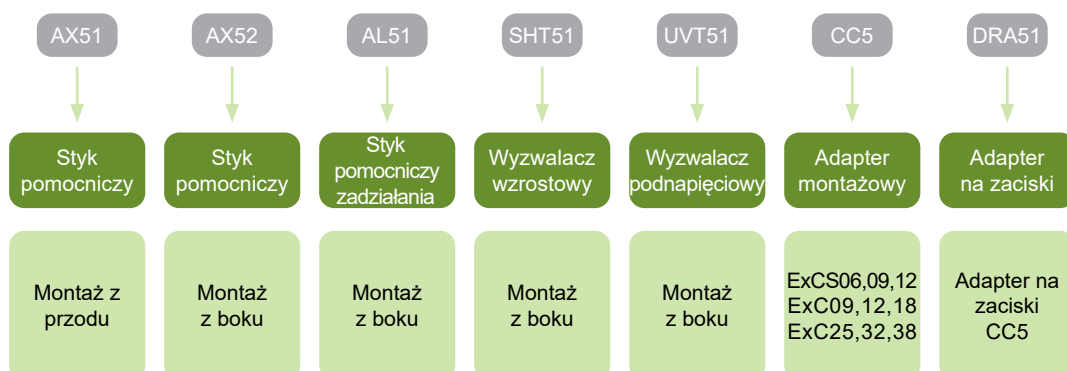 AX51
AX52
AL51
SHT51
UVT51
CC5
DRA51
Styk
pomocniczy
Styk
pomocniczy
Styk
pomocniczy
zadziałania
Wyzwalacz
wzrostowy
Wyzwalacz
podnapięciowy
Adapter
montażowy
Adapter
na zaciski
Montaż z
przodu
Montaż
z boku
Montaż
z boku
Montaż
z boku
Montaż
z boku
ExCS06,09,12
ExC09,12,18
ExC25,32,38
Adapter na
zaciski
CC5